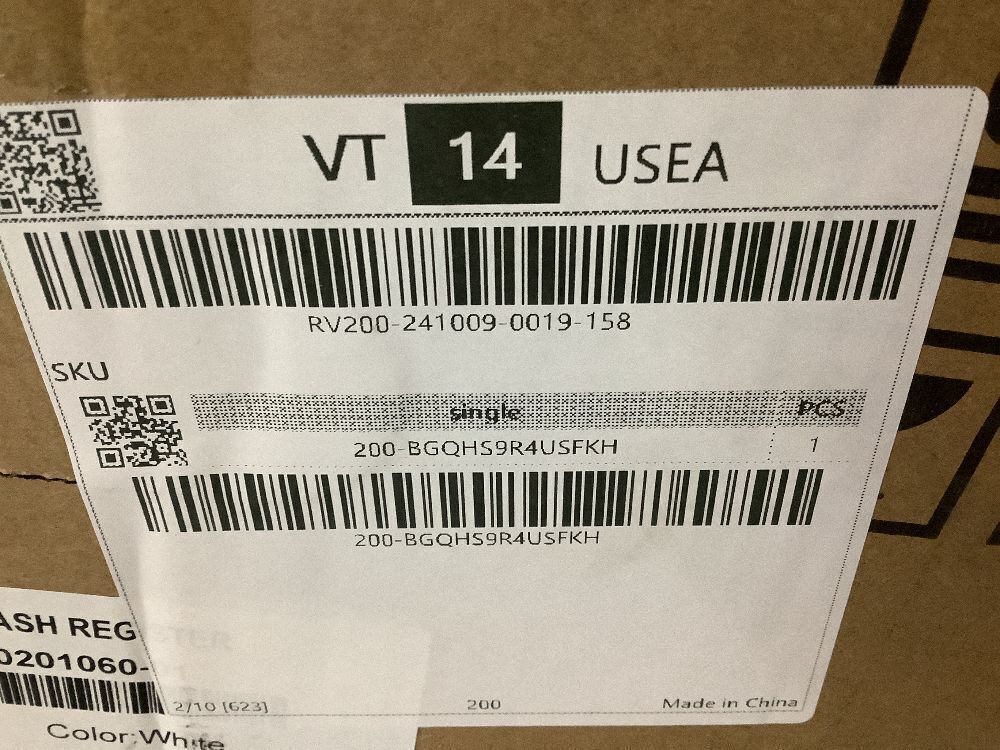 VT 14 USEA
RV200-241009-0019-158
SKU
single PCS
200-BGQHS9R4USFKH 1
200-BGQHS9R4USFKH
ASH REGISTER
0201060-
2/10 [623] 200 Made in China
Color:White